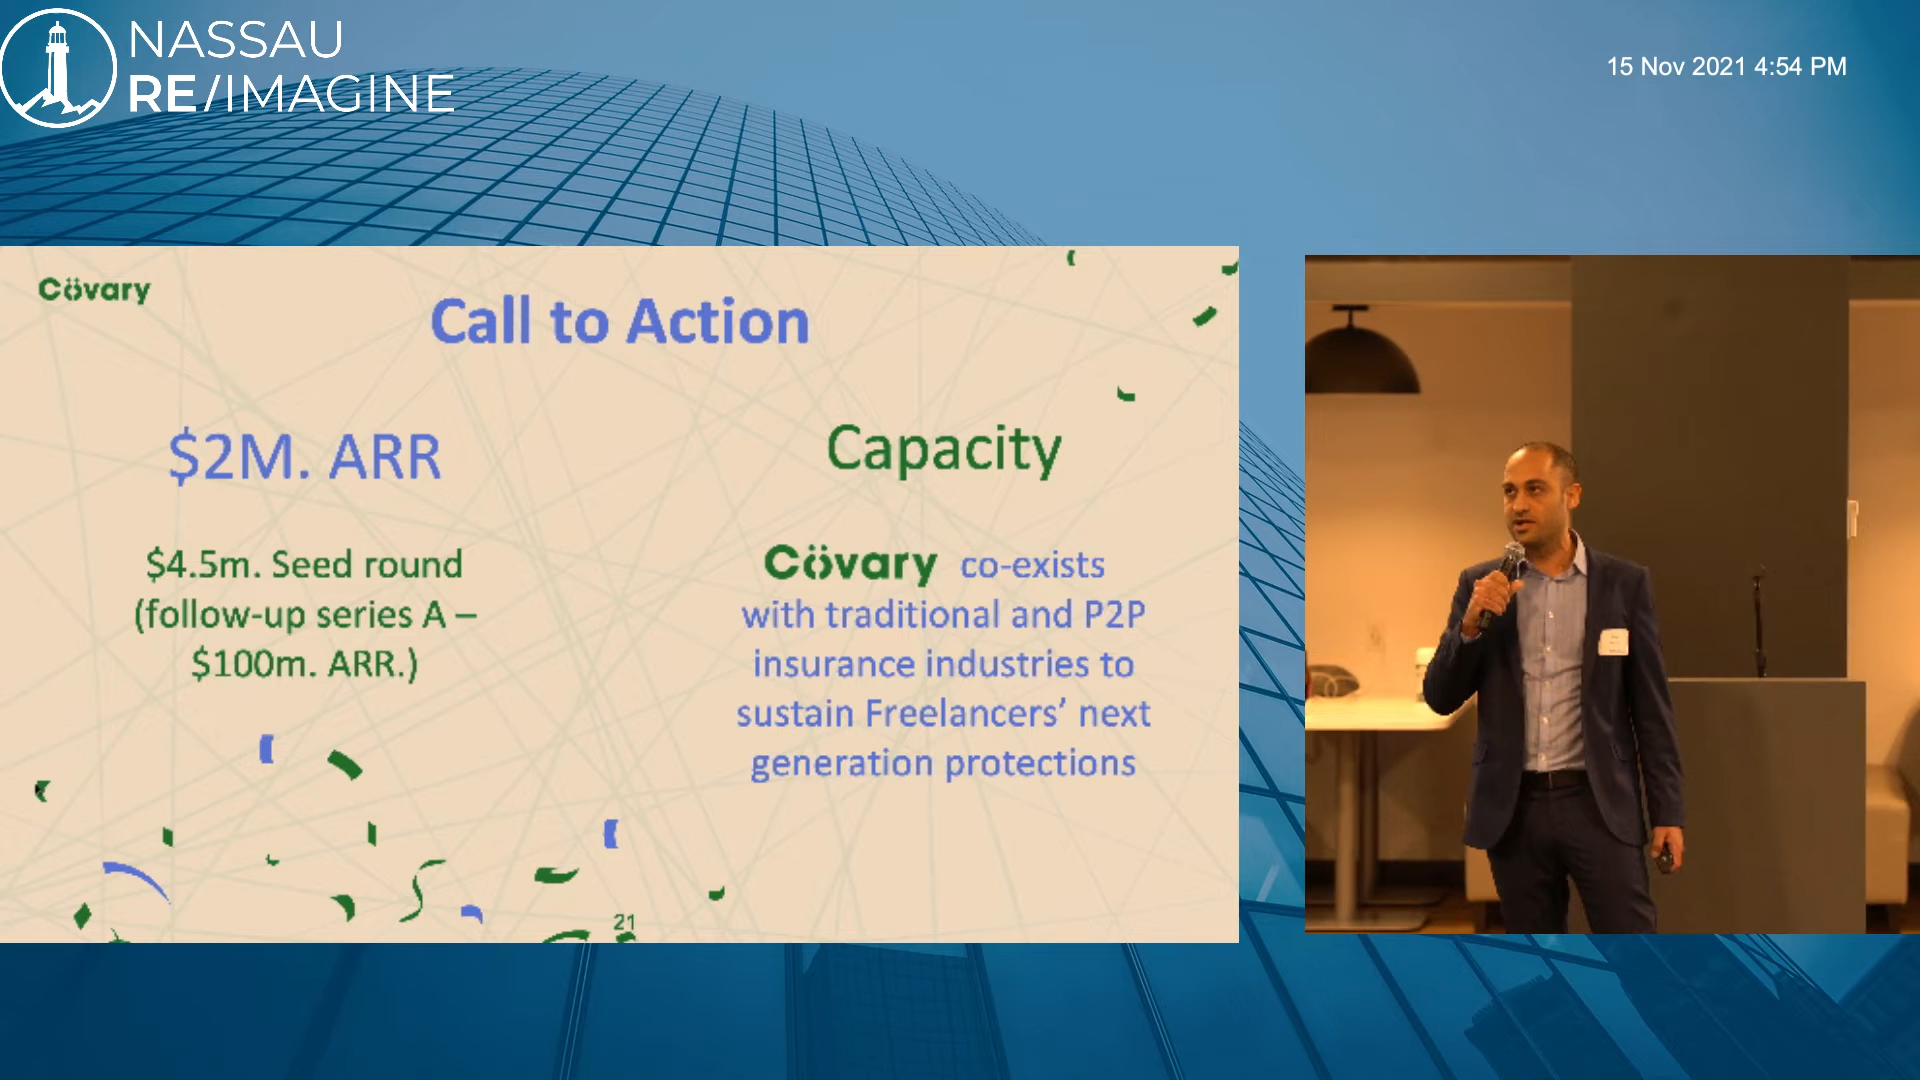 NASSAU
RE/IMAGINE
15 Nov 2021 4:54 PM
Cövary
Call to Action
$2M. ARR
$4.5m. Seed round
(follow-up series A –
$100m. ARR.)
Capacity
Cövary co-exists
with traditional and P2P
insurance industries to
sustain Freelancers’ next
generation protections
21